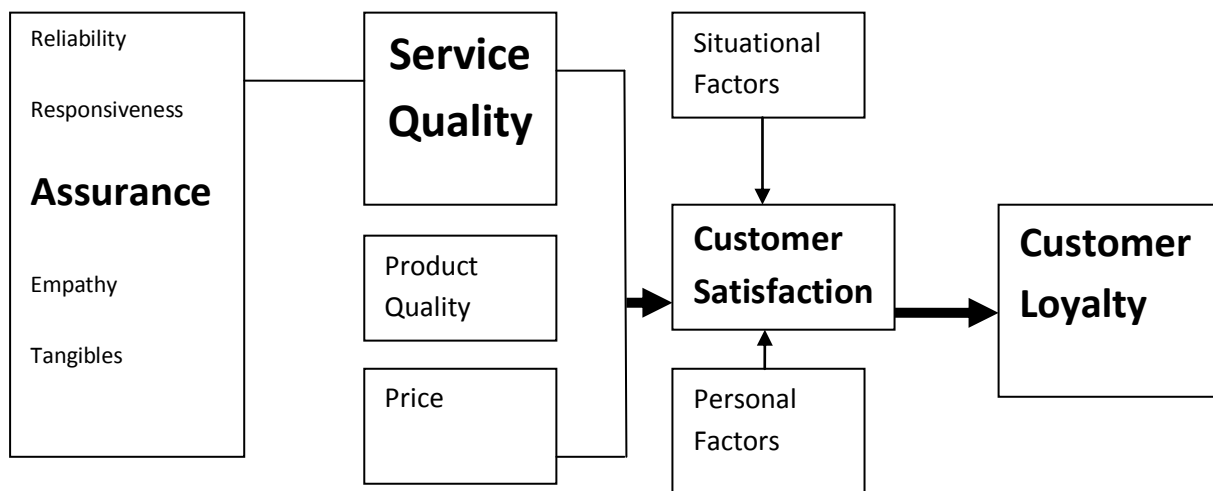 Reliability
Responsiveness
Assurance
Empathy
Tangibles
Service
Quality
Product
Quality
Price
Situational
Factors
Customer
Satisfaction
Personal
Factors
Customer
Loyalty